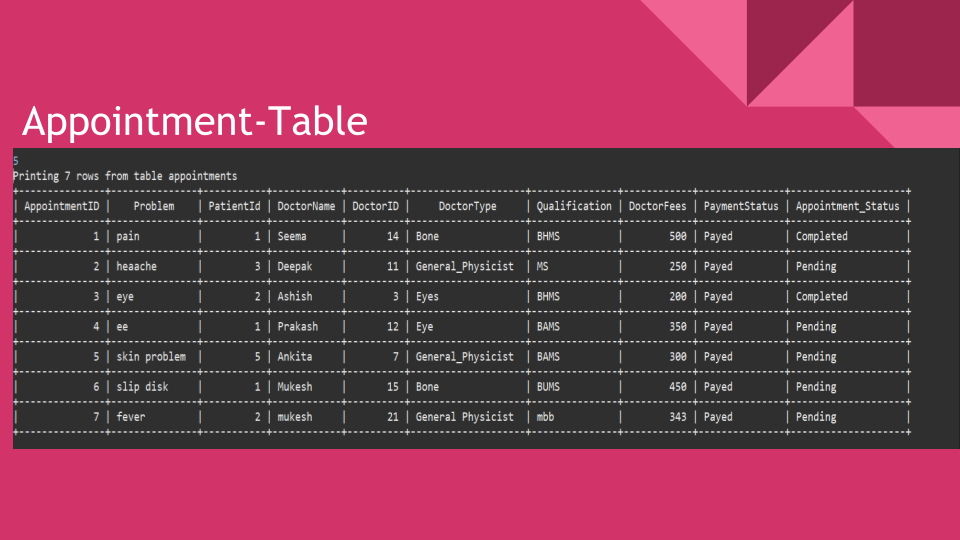 Appointment-Table
5
Printing 7 rows from table appointments
+--------------+--------------+-----------+------------+----------+-------------------+---------------+------------+---------------+--------------------+
| AppointmentID | Problem | PatientId | DoctorName | DoctorID | DoctorType | Qualification | DoctorFees | PaymentStatus | Appointment_Status |
| 1 | pain | 1 | Seema | 14 | Bone | BHMS | 500 | Payed | Completed |
| 2 | heaache | 3 | Deepak | 11 | General_Physicist | MS | 250 | Payed | Pending |
| 3 | eye | 2 | Ashish | 3 | Eyes | BHMS | 200 | Payed | Completed |
| 4 | ee | 1 | Prakash | 12 | Eye | BAMS | 350 | Payed | Pending |
| 5 | skin problem | 5 | Ankita | 7 | General_Physicist | BAMS | 300 | Payed | Pending |
| 6 | slip disk | 1 | Mukesh | 15 | Bone | BUMS | 450 | Payed | Pending |
| 7 | fever | 2 | mukesh | 21 | General Physicist | mbb | 343 | Payed | Pending |